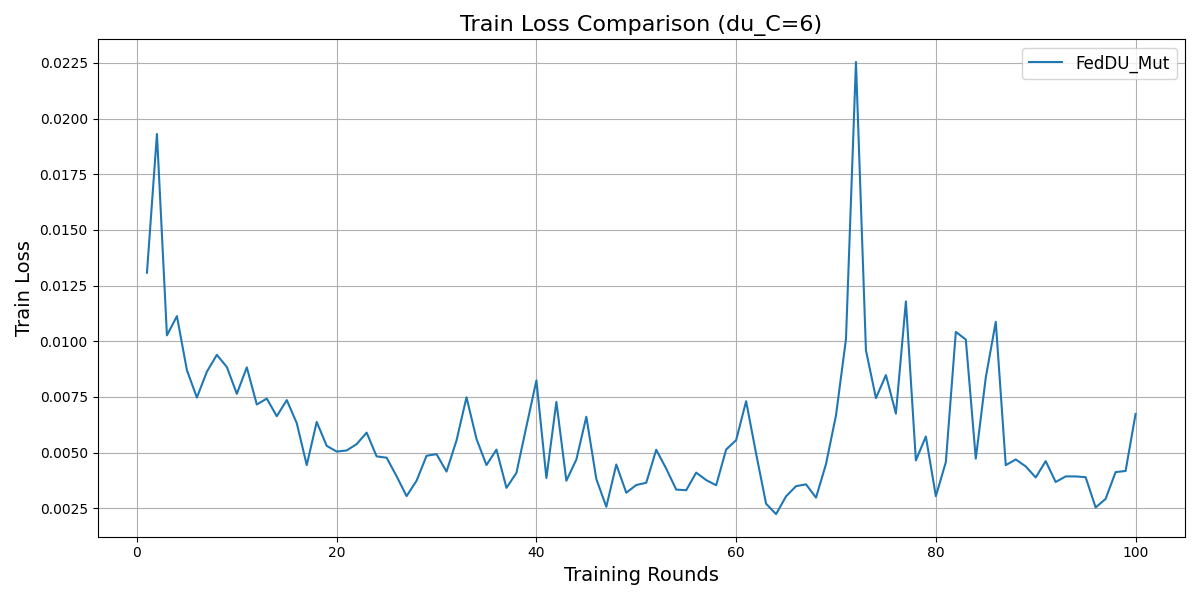 Train Loss Comparison (du_C=6)
FedDU_Mut
Train Loss
0.0225
0.0200
0.0175
0.0150
0.0125
0.0100
0.0075
0.0050
0.0025
0 20 40 60 80 100
Training Rounds